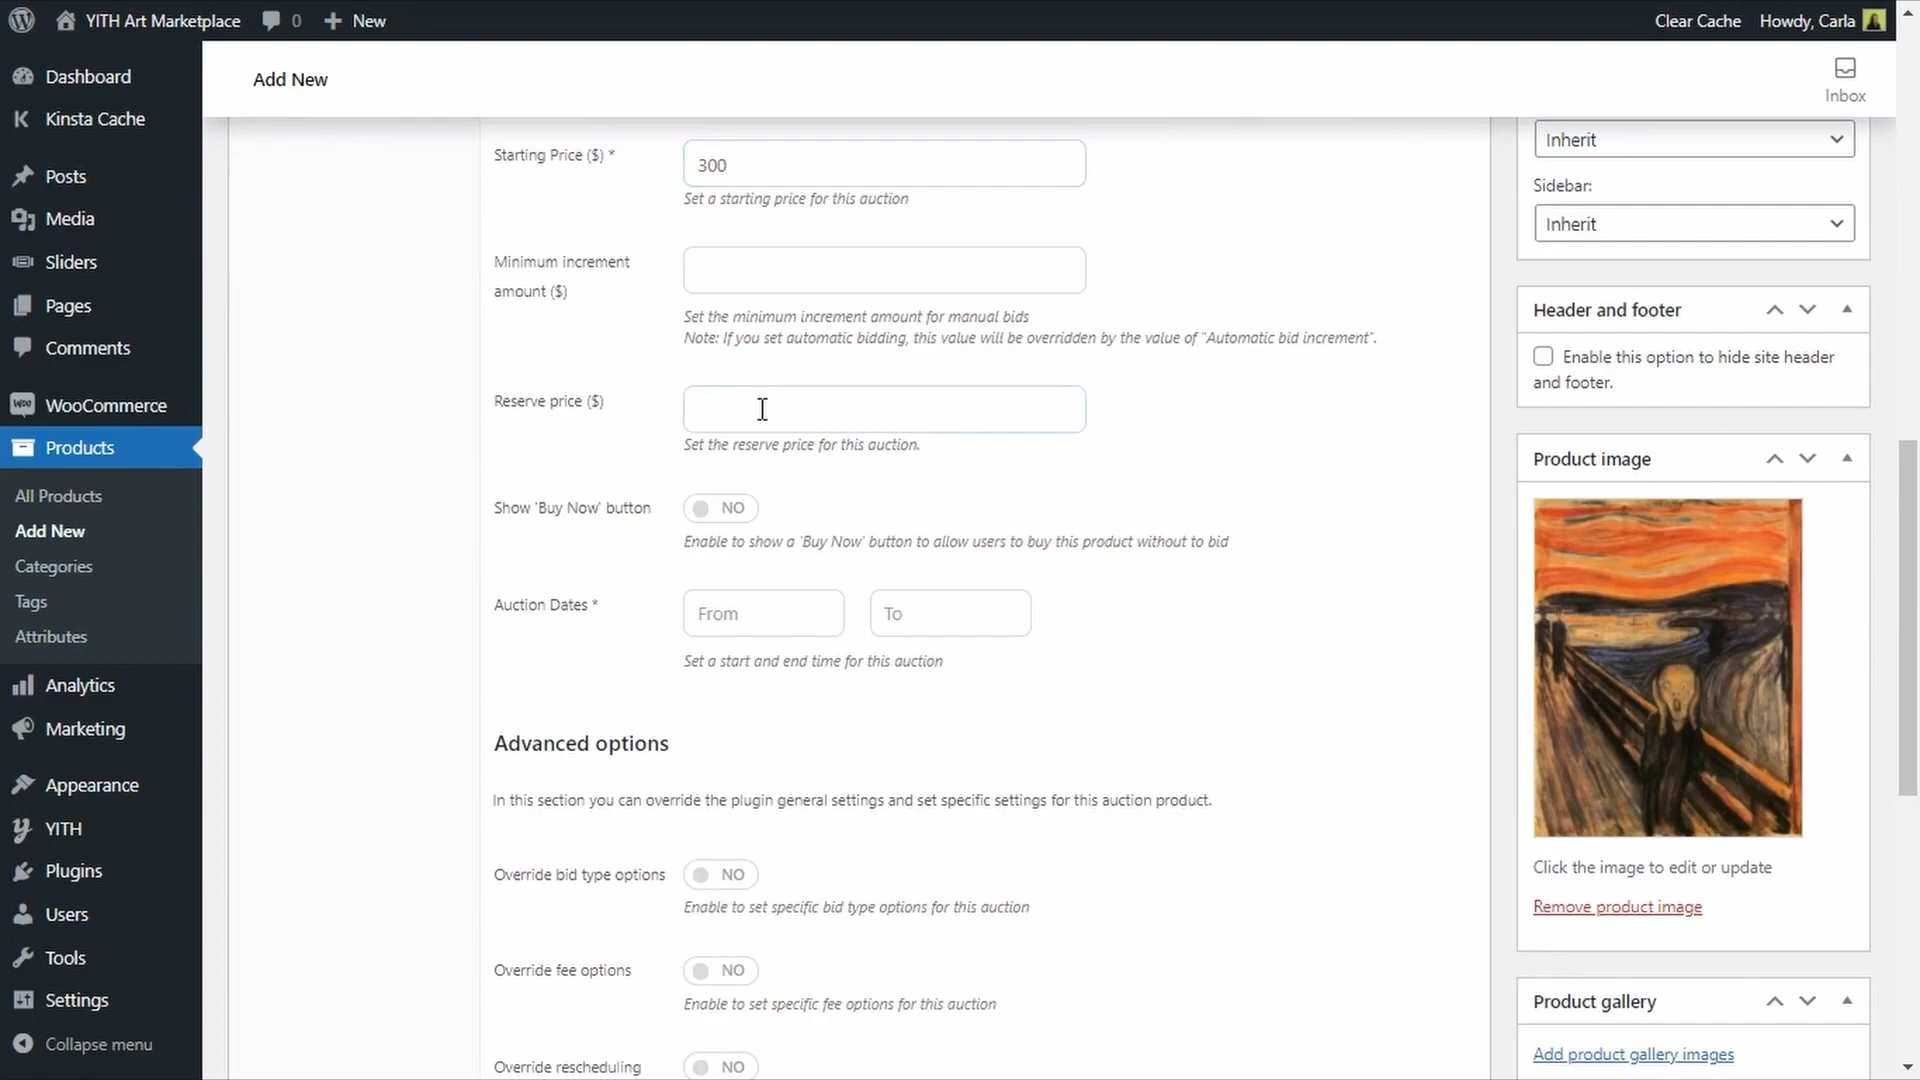 YITH Art Marketplace
0
New
Clear Cache
Howdy, Carla
Dashboard
Kinsta Cache
Posts
Media
Sliders
Pages
Comments
WooCommerce
Products
All Products
Add New
Categories
Tags
Attributes
Analytics
Marketing
Appearance
YITH
Plugins
Users
Tools
Settings
Collapse menu
Add New
Inbox
Starting Price ($) *
300
Set a starting price for this auction
Minimum increment
amount ($)
Set the minimum increment amount for manual bids
Note: If you set automatic bidding, this value will be overridden by the value of "Automatic bid increment".
Reserve price ($)
Set the reserve price for this auction.
Show 'Buy Now' button
NO
Enable to show a 'Buy Now' button to allow users to buy this product without to bid
Auction Dates *
From
To
Set a start and end time for this auction
Advanced options
In this section you can override the plugin general settings and set specific settings for this auction product.
Override bid type options
NO
Enable to set specific bid type options for this auction
Override fee options
NO
Enable to set specific fee options for this auction
Override rescheduling
NO
Inherit
Sidebar:
Inherit
Header and footer
Enable this option to hide site header
and footer.
Product image
Click the image to edit or update
Remove product image
Product gallery
Add product gallery images